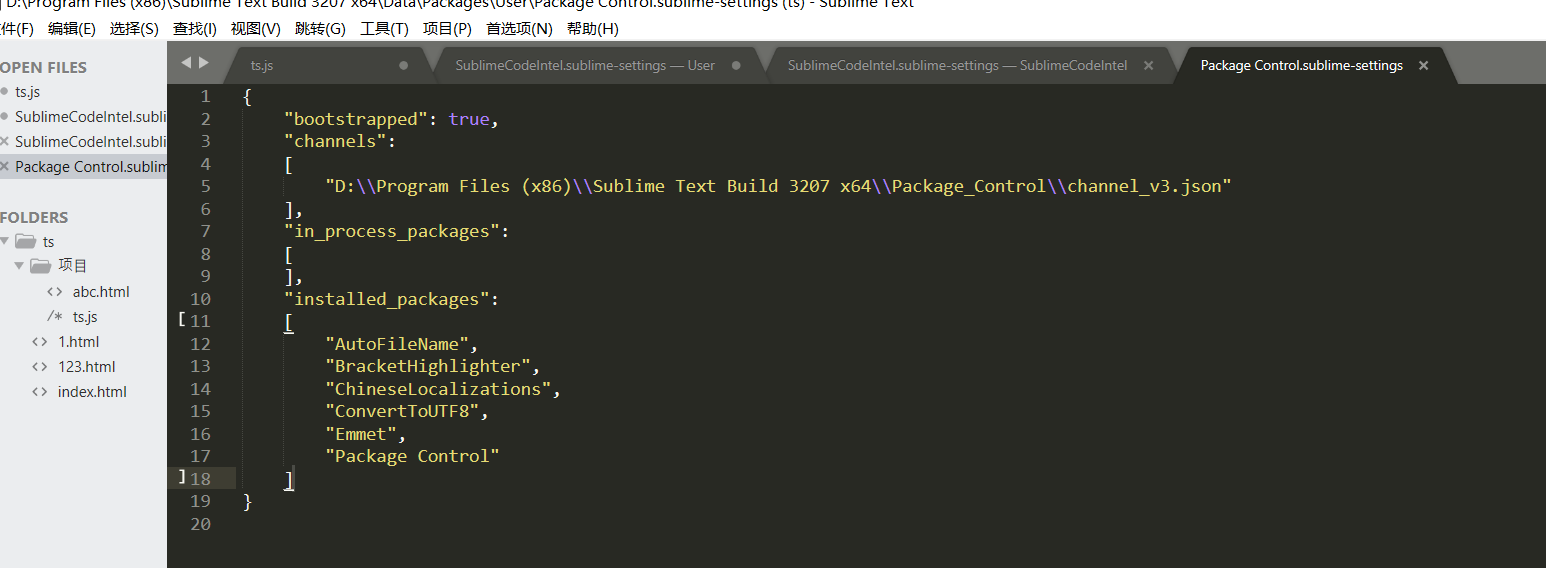 D:\Program Files (x86)\Sublime Text Build 3207 x64\Data\Packages\User\Package Control.sublime-settings (ts) - Sublime Text
件(F) 编辑(E) 选择(S) 查找(I) 视图(V) 跳转(G) 工具(T) 项目(P) 首选项(N) 帮助(H)
OPEN FILES
ts.js
SublimeCodeIntel.subli
SublimeCodeIntel.subli
Package Control.sublim
FOLDERS
ts
项目
abc.html
/* ts.js
<> 1.html
<> 123.html
<> index.html
ts.js
SublimeCodeIntel.sublime-settings — User
SublimeCodeIntel.sublime-settings — SublimeCodeIntel
Package Control.sublime-settings
1 {
2 "bootstrapped": true,
3 "channels":
4 [
5 "D:\\Program Files (x86)\\Sublime Text Build 3207 x64\\Package_Control\\channel_v3.json"
6 ],
7 "in_process_packages":
8 [
9 ],
10 "installed_packages":
11 [
12 "AutoFileName",
13 "BracketHighlighter",
14 "ChineseLocalizations",
15 "ConvertToUTF8",
16 "Emmet",
17 "Package Control"
18 ]
19 }
20